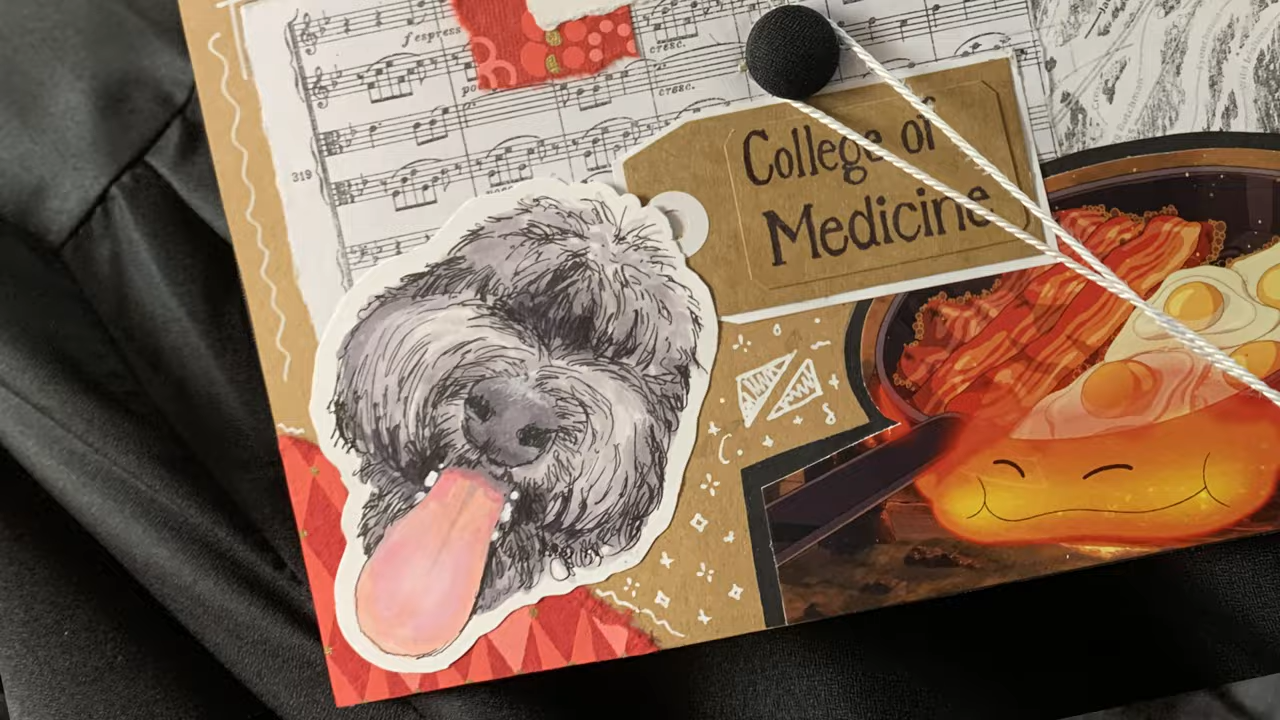 f espress
cresc.
cresc.
319
College of
Medicine